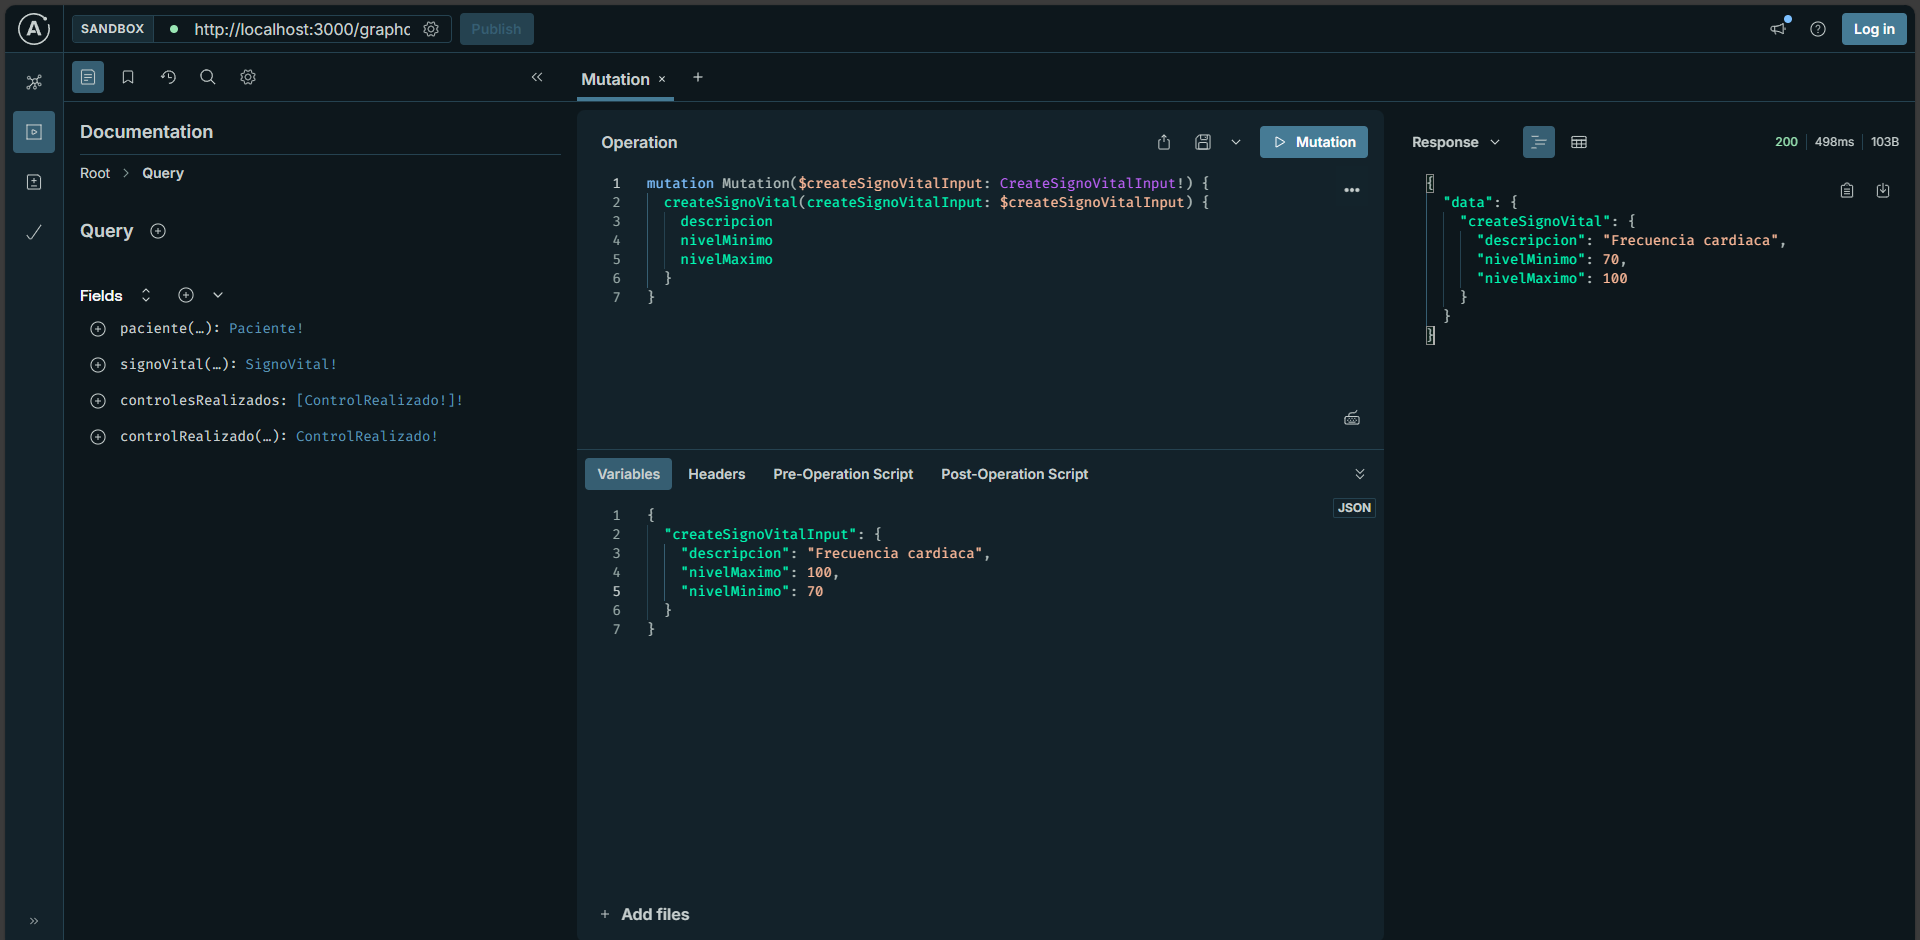 A
SANDBOX
http://localhost:3000/graphc
Publish
Log in
Mutation × +
Documentation
Root > Query
Query
Fields
paciente(…): Paciente!
signoVital(…): SignoVital!
controlesRealizados: [ControlRealizado!]!
controlRealizado(…): ControlRealizado!
Operation
Mutation
1 mutation Mutation($createSignoVitalInput: CreateSignoVitalInput!) {
2 createSignoVital(createSignoVitalInput: $createSignoVitalInput) {
3 descripcion
4 nivelMinimo
5 nivelMaximo
6 }
7 }
Variables Headers Pre-Operation Script Post-Operation Script
JSON
1 {
2 "createSignoVitalInput": {
3 "descripcion": "Frecuencia cardiaca",
4 "nivelMaximo": 100,
5 "nivelMinimo": 70
6 }
7 }
+ Add files
Response
200 498ms 103B
{
"data": {
"createSignoVital": {
"descripcion": "Frecuencia cardiaca",
"nivelMinimo": 70,
"nivelMaximo": 100
}
}
}